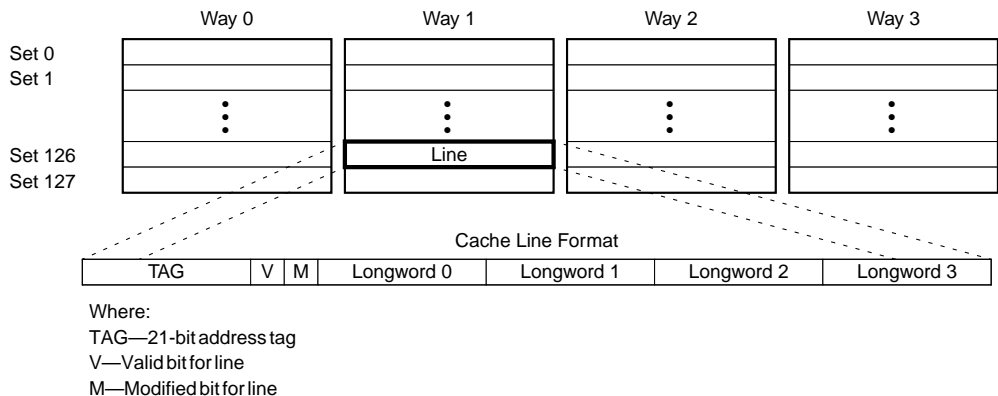 Way 0 Way 1 Way 2 Way 3
Set 0
Set 1
Set 126
Line
Set 127
Cache Line Format
TAG V M Longword 0 Longword 1 Longword 2 Longword 3
Where:
TAG—21-bit address tag
V—Valid bit for line
M—Modified bit for line